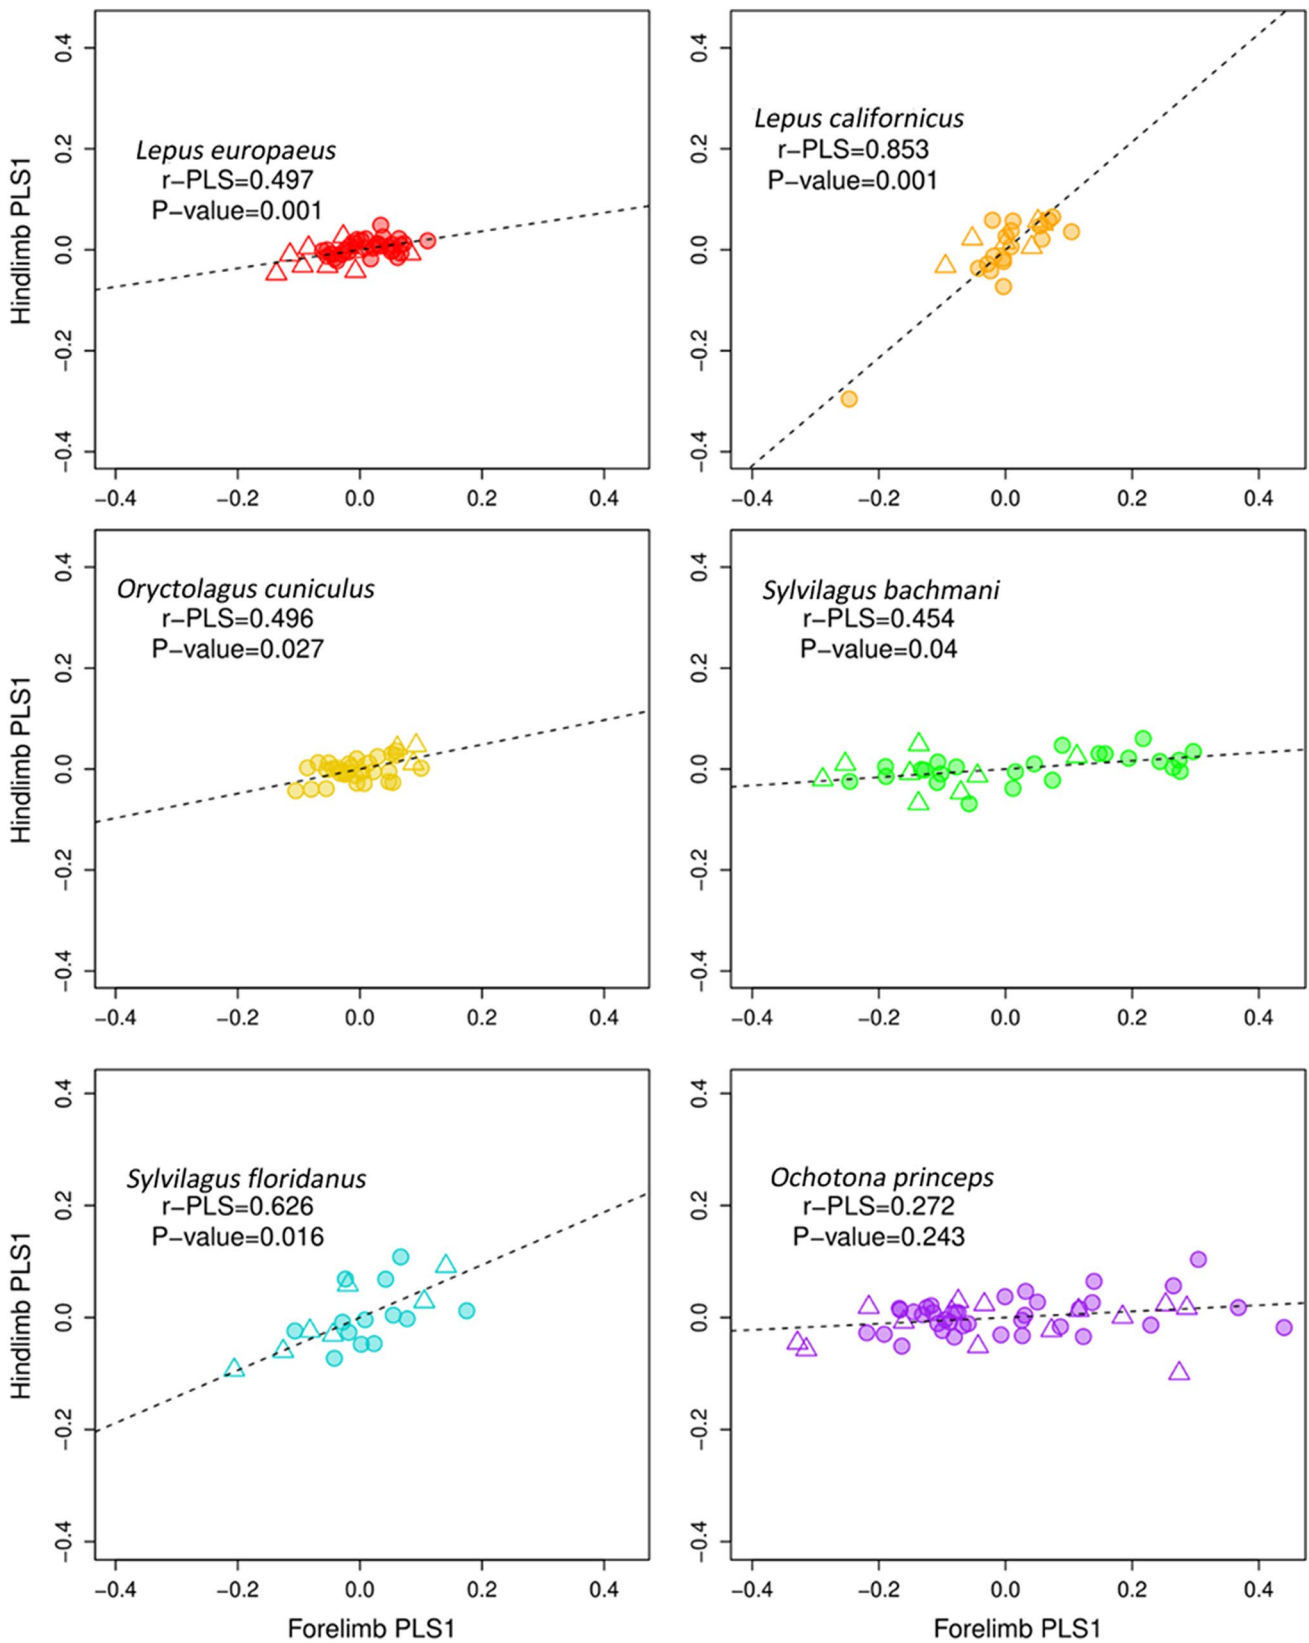 Hindlimb PLS1
0.4
0.2
0.0
−0.2
−0.4
Lepus europaeus
r−PLS=0.497
P−value=0.001
−0.4 −0.2 0.0 0.2 0.4
0.4
0.2
0.0
−0.2
−0.4
Lepus californicus
r−PLS=0.853
P−value=0.001
−0.4 −0.2 0.0 0.2 0.4
Hindlimb PLS1
0.4
0.2
0.0
−0.2
−0.4
Oryctolagus cuniculus
r−PLS=0.496
P−value=0.027
−0.4 −0.2 0.0 0.2 0.4
0.4
0.2
0.0
−0.2
−0.4
Sylvilagus bachmani
r−PLS=0.454
P−value=0.04
−0.4 −0.2 0.0 0.2 0.4
Hindlimb PLS1
0.4
0.2
0.0
−0.2
−0.4
Sylvilagus floridanus
r−PLS=0.626
P−value=0.016
−0.4 −0.2 0.0 0.2 0.4
Forelimb PLS1
0.4
0.2
0.0
−0.2
−0.4
Ochotona princeps
r−PLS=0.272
P−value=0.243
−0.4 −0.2 0.0 0.2 0.4
Forelimb PLS1